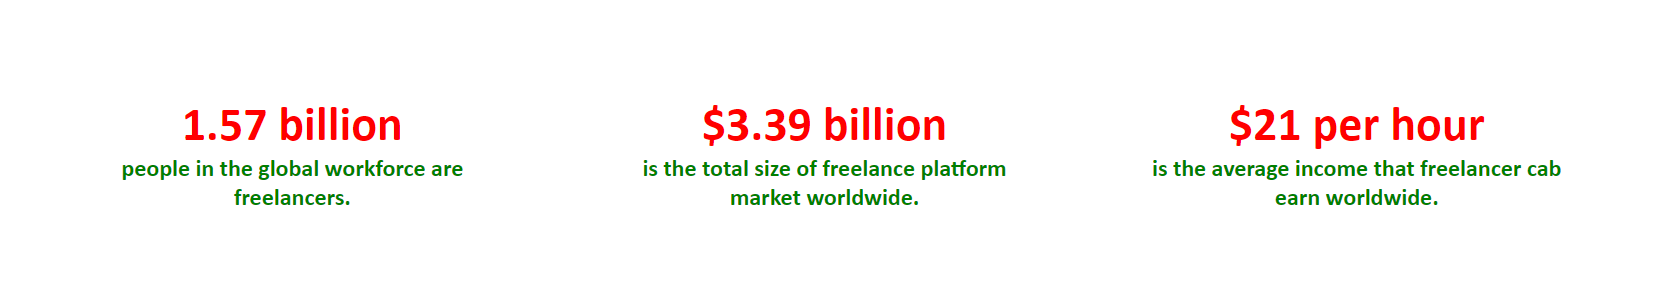 1.57 billion
people in the global workforce are
freelancers.
$3.39 billion
is the total size of freelance platform
market worldwide.
$21 per hour
is the average income that freelancer cab
earn worldwide.